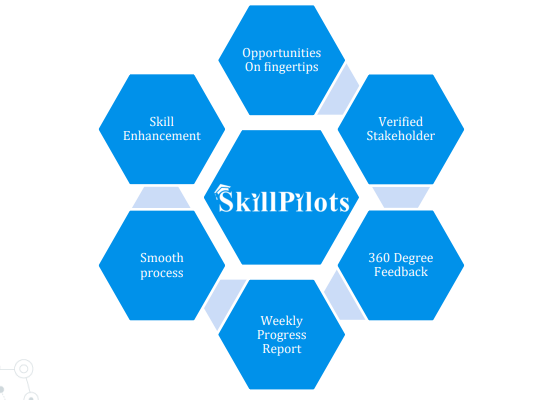 Opportunities
On fingertips
Skill
Enhancement
Verified
Stakeholder
SkillPilots
Smooth
process
360 Degree
Feedback
Weekly
Progress
Report